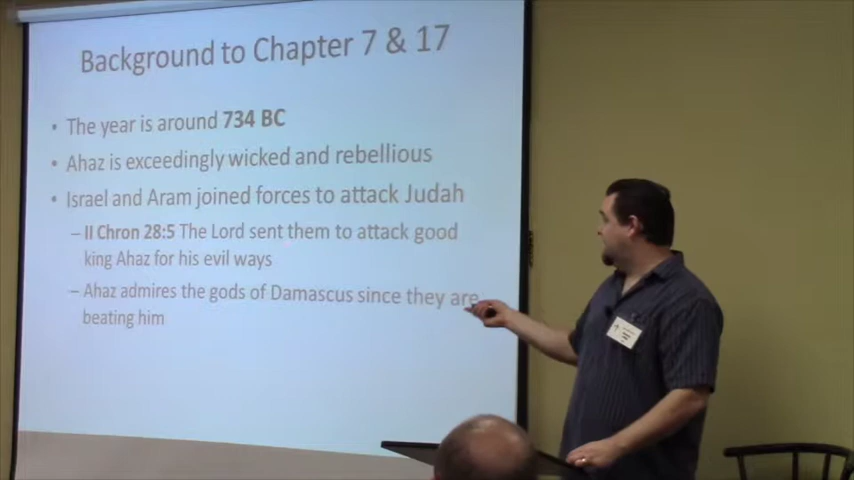 Background to Chapter 7 & 17
• The year is around 734 BC
• Ahaz is exceedingly wicked and rebellious
• Israel and Aram joined forces to attack Judah
– II Chron 28:5 The Lord sent them to attack good
king Ahaz for his evil ways
– Ahaz admires the gods of Damascus since they are
beating him